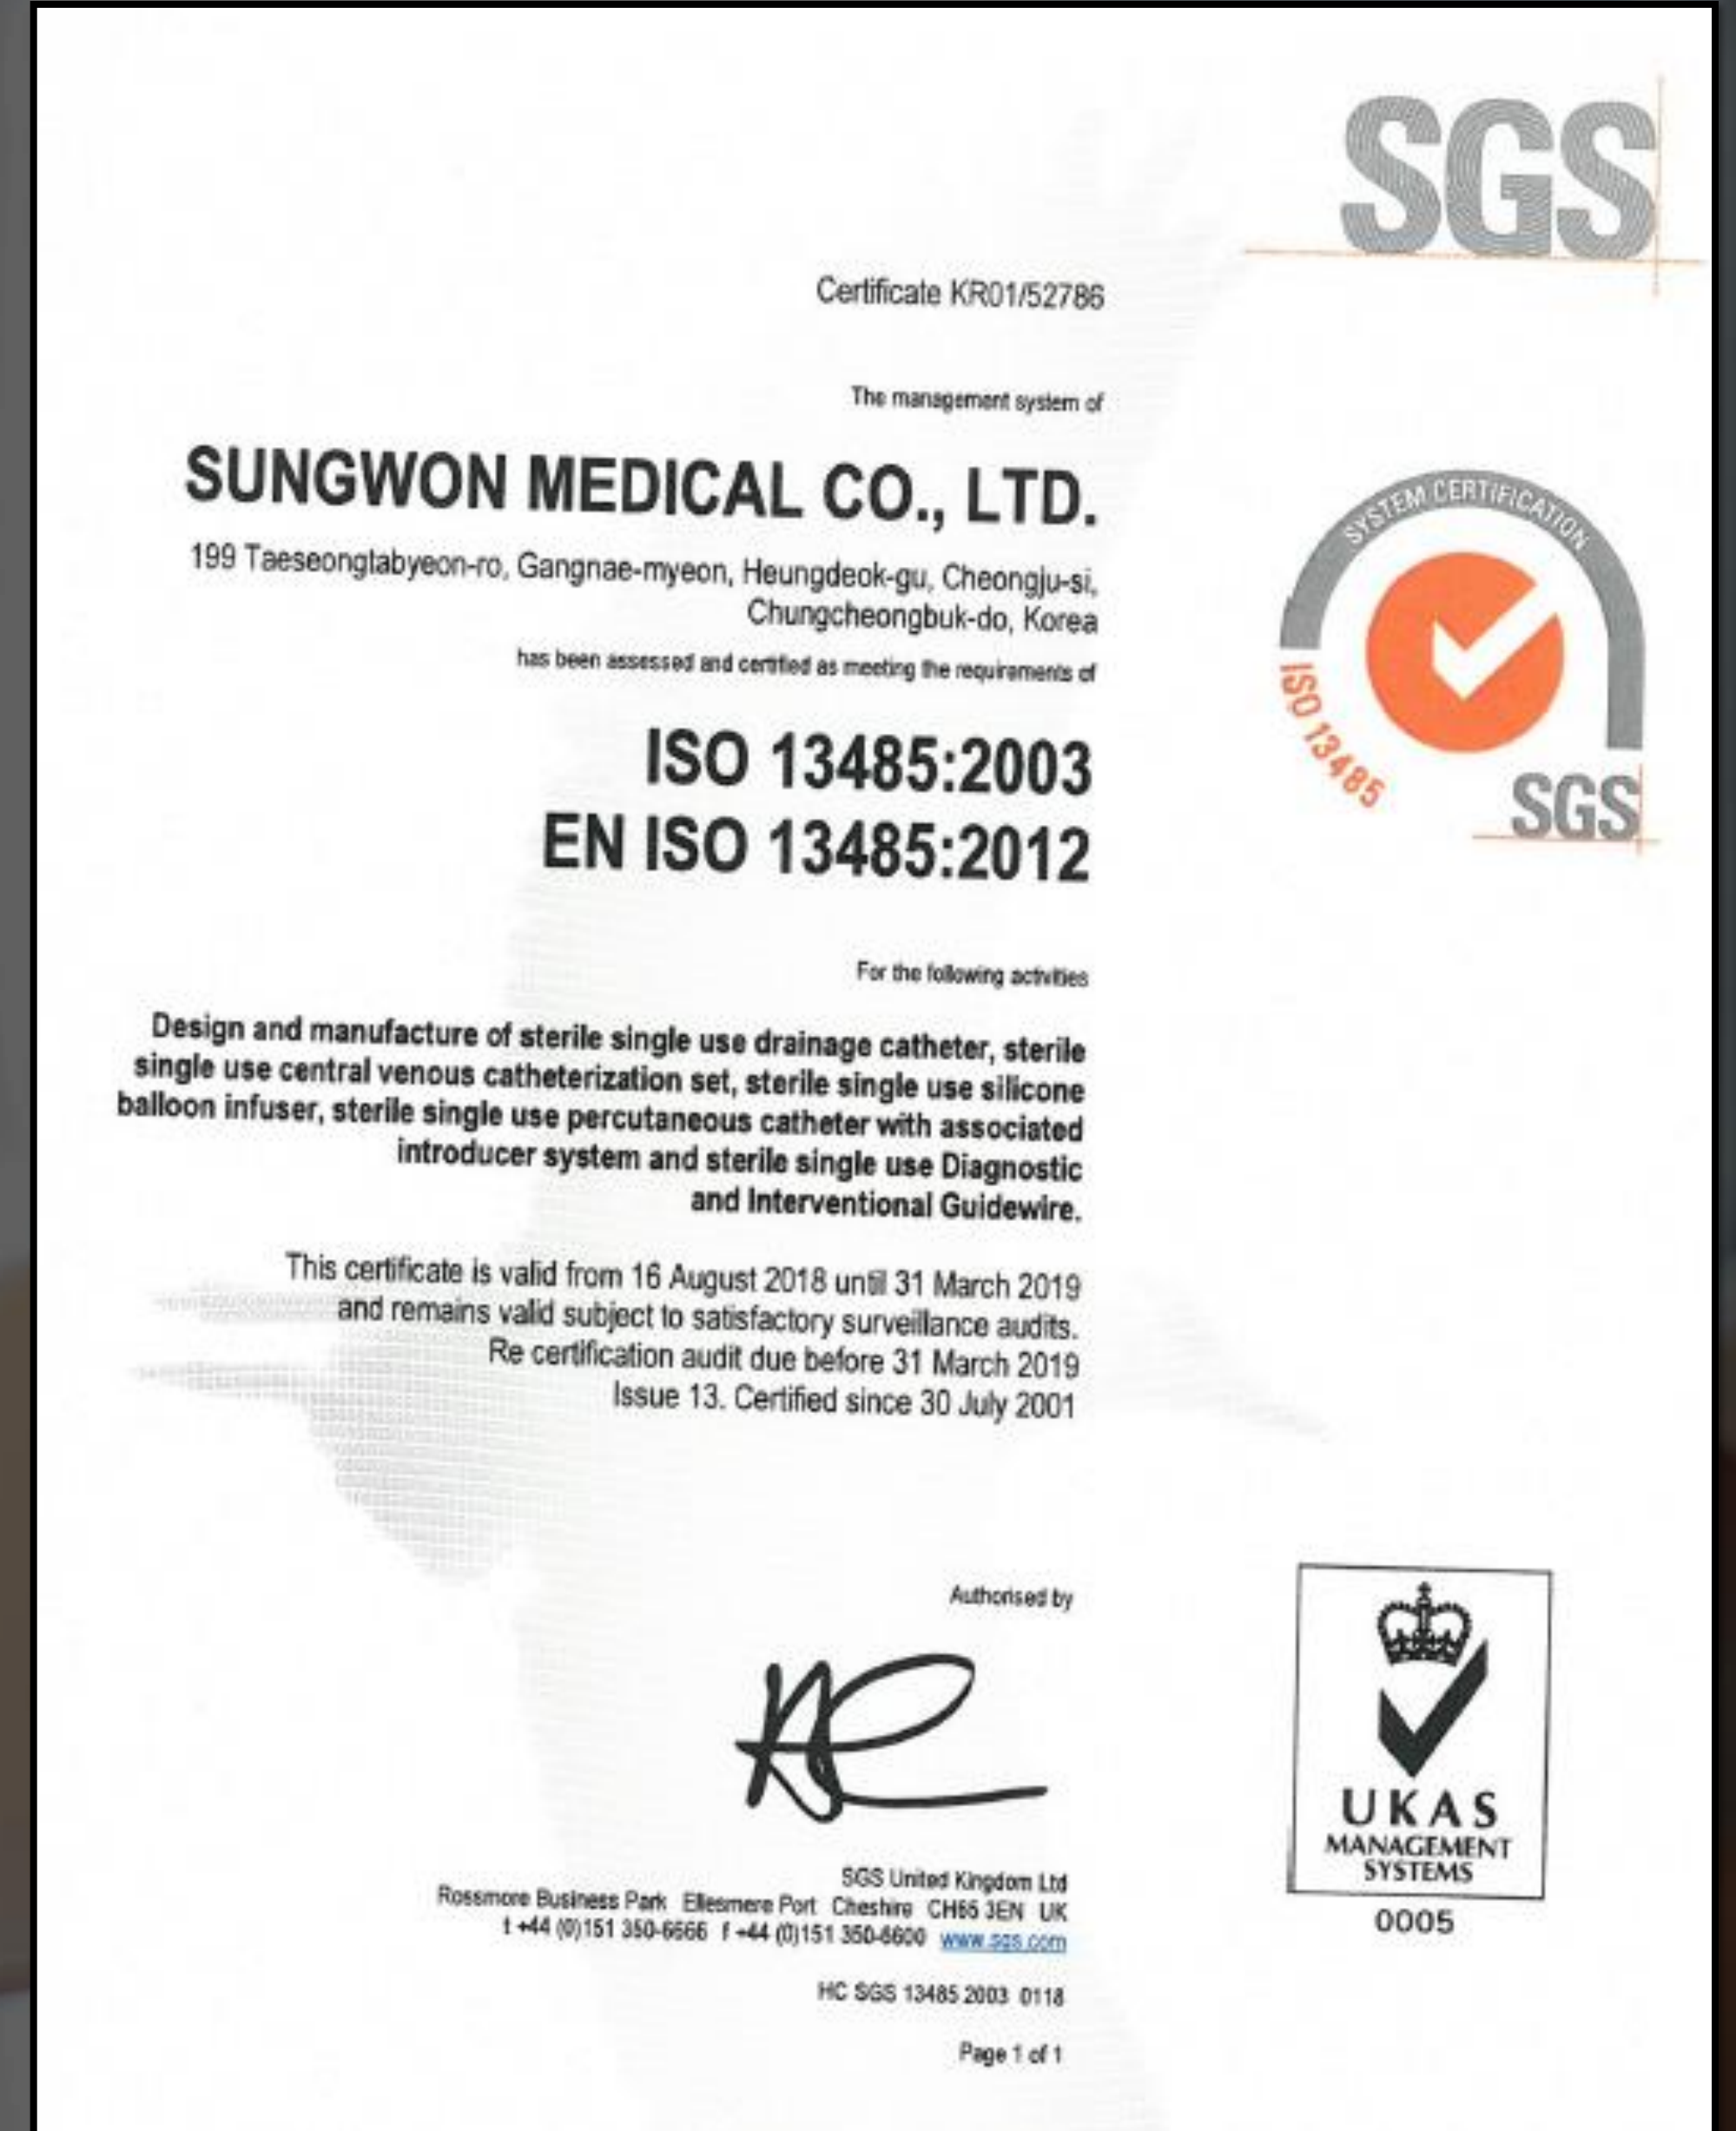 SGS
Certificate KR01/52786
The management system of
SUNGWON MEDICAL CO., LTD.
199 Taeseongtabyeon-ro, Gangnae-myeon, Heungdeok-gu, Cheongju-si,
Chungcheongbuk-do, Korea
has been assessed and certified as meeting the requirements of
ISO 13485:2003
EN ISO 13485:2012
SYSTEM CERTIFICATION
ISO 13485
SGS
For the following activities
Design and manufacture of sterile single use drainage catheter, sterile
single use central venous catheterization set, sterile single use silicone
balloon infuser, sterile single use percutaneous catheter with associated
introducer system and sterile single use Diagnostic
and Interventional Guidewire.
This certificate is valid from 16 August 2018 until 31 March 2019
and remains valid subject to satisfactory surveillance audits.
Re certification audit due before 31 March 2019
Issue 13. Certified since 30 July 2001
Authorised by
SGS United Kingdom Ltd
Rossmore Business Park Ellesmere Port Cheshire CH65 3EN UK
t +44 (0)151 350-6666 f +44 (0)151 350-6600 www.sgs.com
HC SGS 13485 2003 0118
Page 1 of 1
UKAS
MANAGEMENT
SYSTEMS
0005